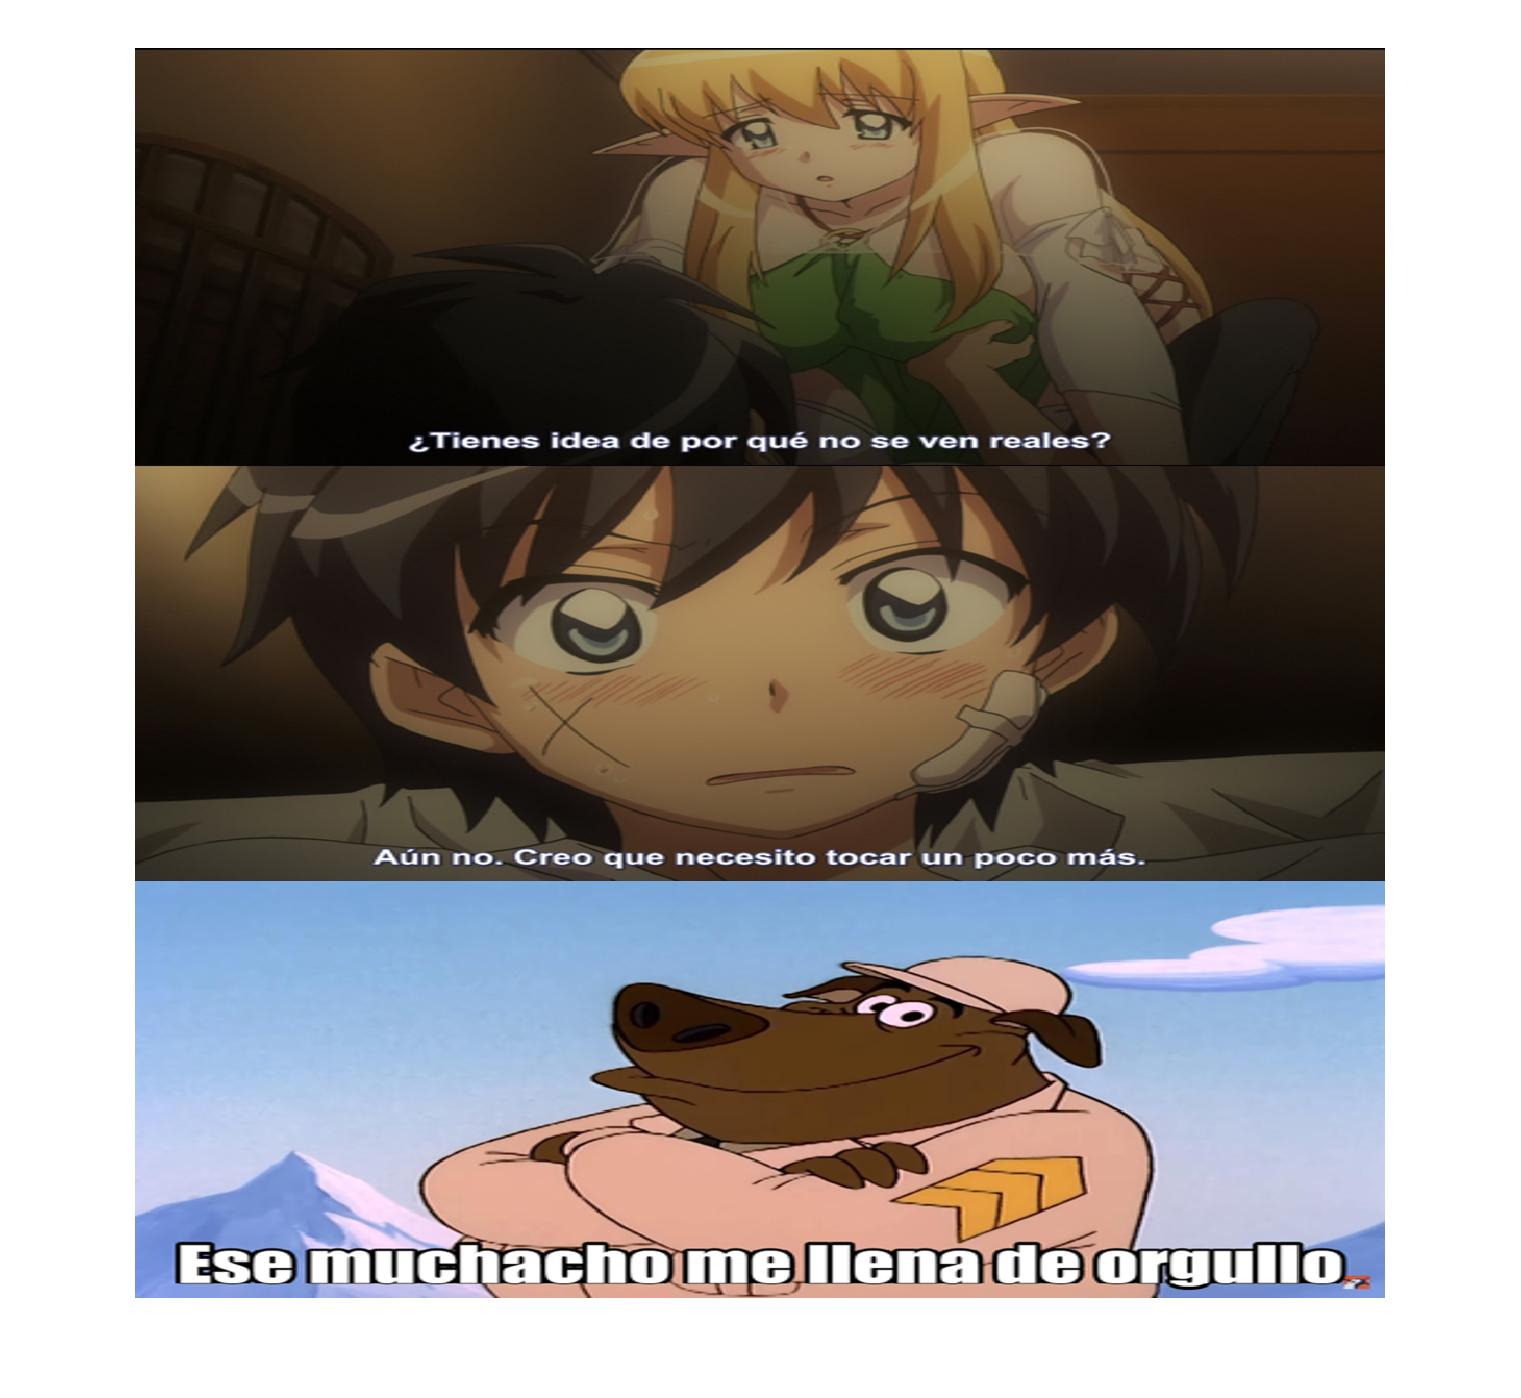 ¿Tienes idea de por qué no se ven reales?
Aún no. Creo que necesito tocar un poco más.
Ese muchacho me llena de orgullo